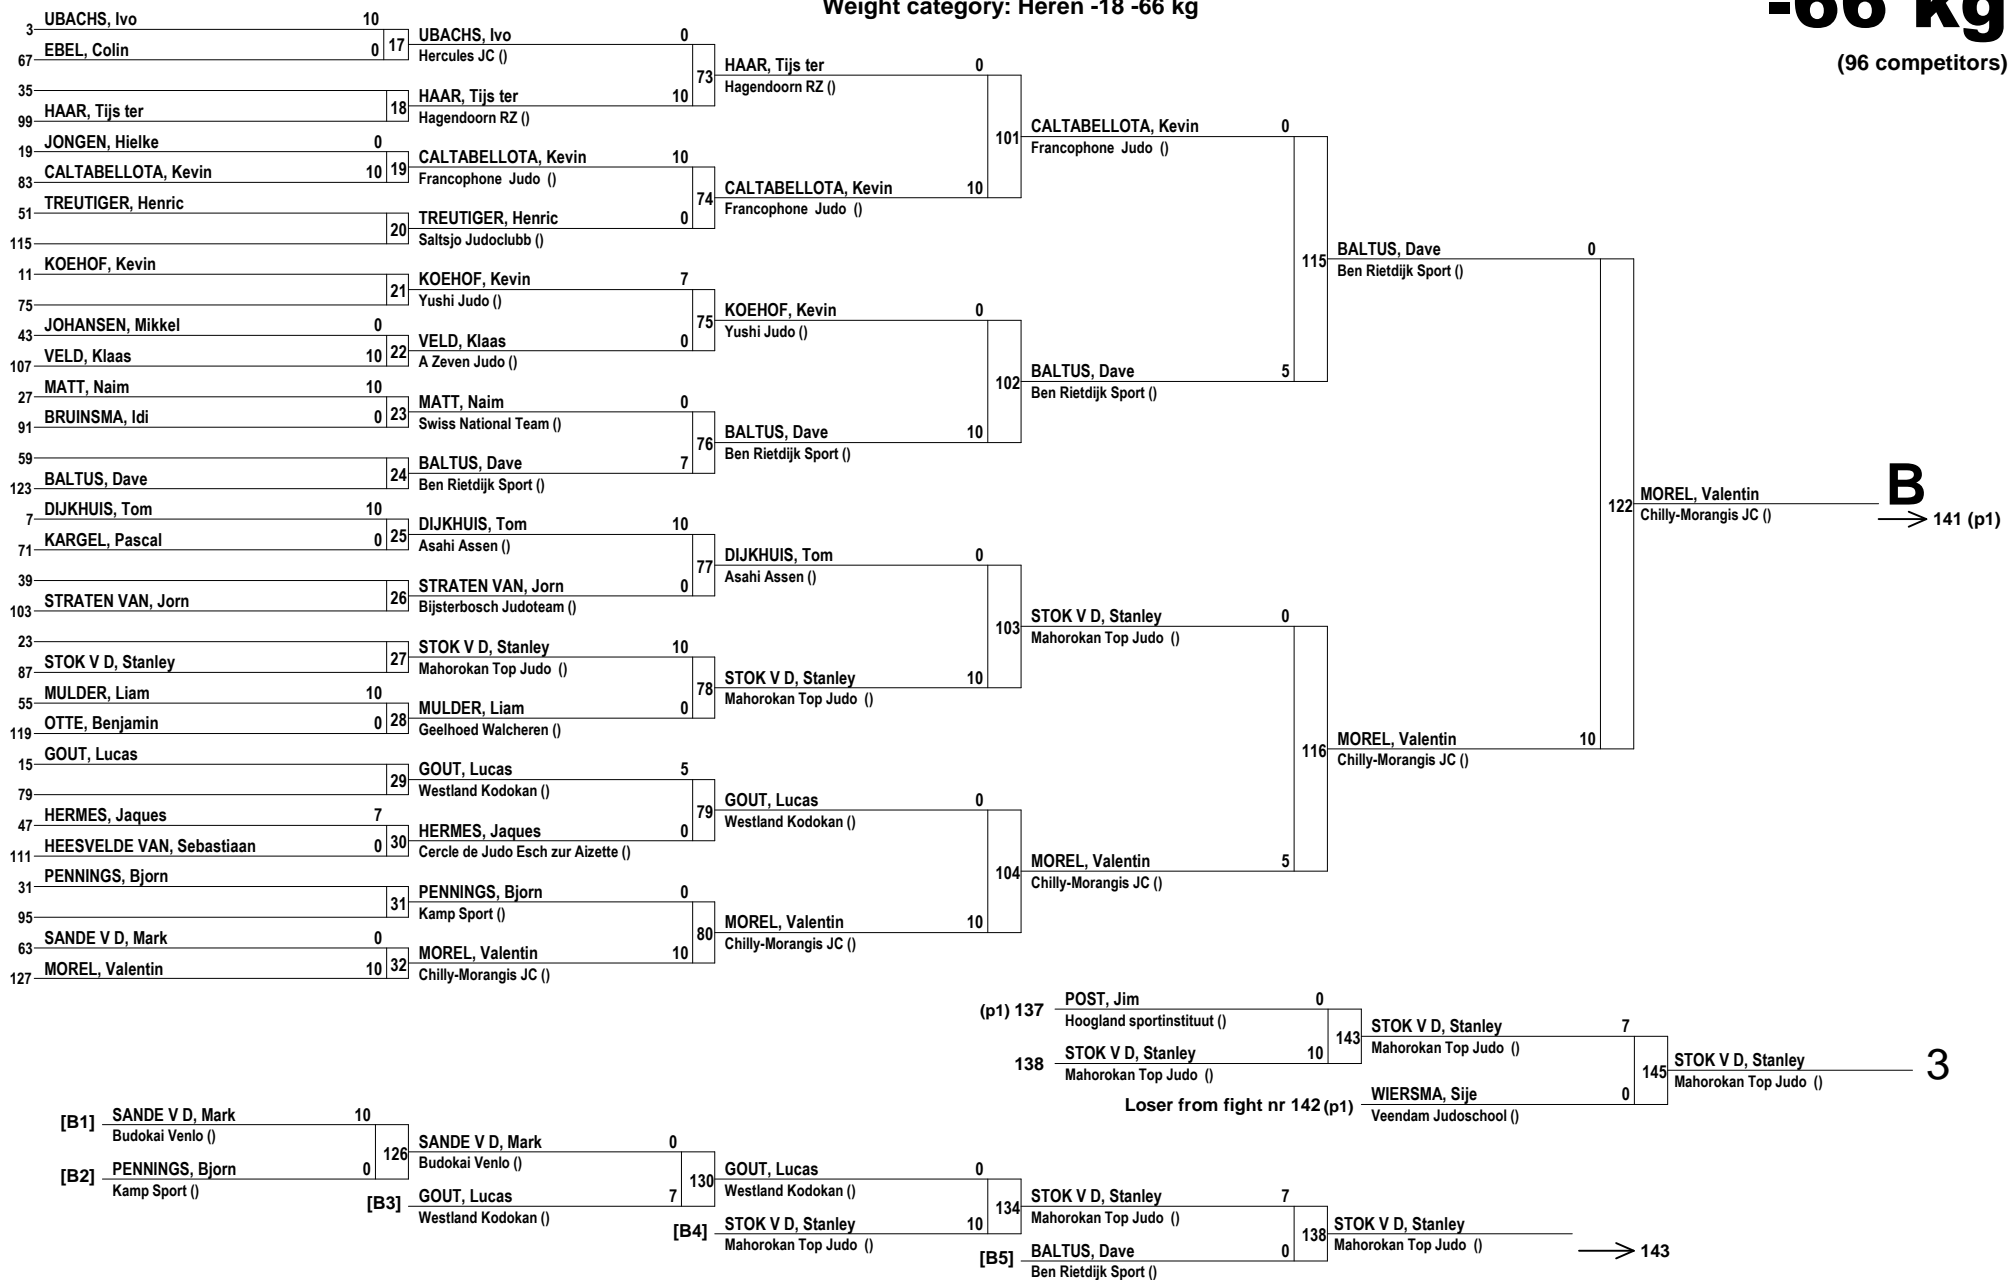 Weight category: Heren -18 -66 kg
-66 kg
(96 competitors)
3 UBACHS, Ivo 10
67 EBEL, Colin 0 17
35
99 HAAR, Tijs ter 18
19 JONGEN, Hielke 0
83 CALTABELLOTA, Kevin 10 19
51 TREUTIGER, Henric
115 20
11 KOEHOF, Kevin
75 21
43 JOHANSEN, Mikkel 0
107 VELD, Klaas 10 22
27 MATT, Naim 10
91 BRUINSMA, Idi 0 23
59
123 BALTUS, Dave 24
7 DIJKHUIS, Tom 10
71 KARGEL, Pascal 0 25
39
103 STRATEN VAN, Jorn 26
23
87 STOK V D, Stanley 27
55 MULDER, Liam 10
119 OTTE, Benjamin 0 28
15 GOUT, Lucas
79 29
47 HERMES, Jaques 7
111 HEESVELDE VAN, Sebastiaan 0 30
31 PENNINGS, Bjorn
95 31
63 SANDE V D, Mark 0
127 MOREL, Valentin 10 32
UBACHS, Ivo 0
Hercules JC ()
73
HAAR, Tijs ter 10
Hagendoorn RZ ()
CALTABELLOTA, Kevin 10
Francophone Judo ()
74
TREUTIGER, Henric 0
Saltsjo Judoclubb ()
KOEHOF, Kevin 7
Yushi Judo ()
75
VELD, Klaas 0
A Zeven Judo ()
MATT, Naim 0
Swiss National Team ()
76
BALTUS, Dave 7
Ben Rietdijk Sport ()
DIJKHUIS, Tom 10
Asahi Assen ()
77
STRATEN VAN, Jorn 0
Bijsterbosch Judoteam ()
STOK V D, Stanley 10
Mahorokan Top Judo ()
78
MULDER, Liam 0
Geelhoed Walcheren ()
GOUT, Lucas 5
Westland Kodokan ()
79
HERMES, Jaques 0
Cercle de Judo Esch zur Aizette ()
PENNINGS, Bjorn 0
Kamp Sport ()
80
MOREL, Valentin 10
Chilly-Morangis JC ()
HAAR, Tijs ter 0
Hagendoorn RZ ()
101
CALTABELLOTA, Kevin 10
Francophone Judo ()
KOEHOF, Kevin 0
Yushi Judo ()
102
BALTUS, Dave 10
Ben Rietdijk Sport ()
DIJKHUIS, Tom 0
Asahi Assen ()
103
STOK V D, Stanley 10
Mahorokan Top Judo ()
GOUT, Lucas 0
Westland Kodokan ()
104
MOREL, Valentin 10
Chilly-Morangis JC ()
CALTABELLOTA, Kevin 0
Francophone Judo ()
115
BALTUS, Dave 5
Ben Rietdijk Sport ()
STOK V D, Stanley 0
Mahorokan Top Judo ()
116
MOREL, Valentin 5
Chilly-Morangis JC ()
BALTUS, Dave 0
Ben Rietdijk Sport ()
122
MOREL, Valentin 10
Chilly-Morangis JC ()
MOREL, Valentin
Chilly-Morangis JC ()
B
141 (p1)
(p1) 137 POST, Jim 0
Hoogland sportinstituut ()
143
138 STOK V D, Stanley 10
Mahorokan Top Judo ()
STOK V D, Stanley 7
Mahorokan Top Judo ()
145
Loser from fight nr 142 (p1) WIERSMA, Sije 0
Veendam Judoschool ()
STOK V D, Stanley 3
Mahorokan Top Judo ()
[B1] SANDE V D, Mark 10
Budokai Venlo ()
126
[B2] PENNINGS, Bjorn 0
Kamp Sport ()
SANDE V D, Mark 0
Budokai Venlo ()
130
[B3] GOUT, Lucas 7
Westland Kodokan ()
GOUT, Lucas 0
Westland Kodokan ()
134
[B4] STOK V D, Stanley 10
Mahorokan Top Judo ()
STOK V D, Stanley 7
Mahorokan Top Judo ()
138
[B5] BALTUS, Dave 0
Ben Rietdijk Sport ()
STOK V D, Stanley
Mahorokan Top Judo ()
143